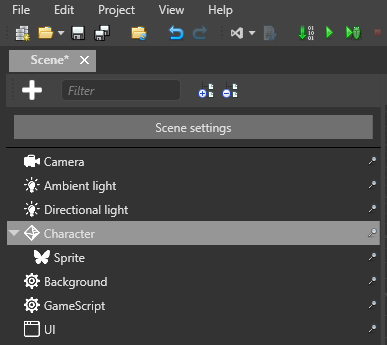 File Edit Project View Help
Scene*
Filter
Scene settings
Camera
Ambient light
Directional light
Character
Sprite
Background
GameScript
UI